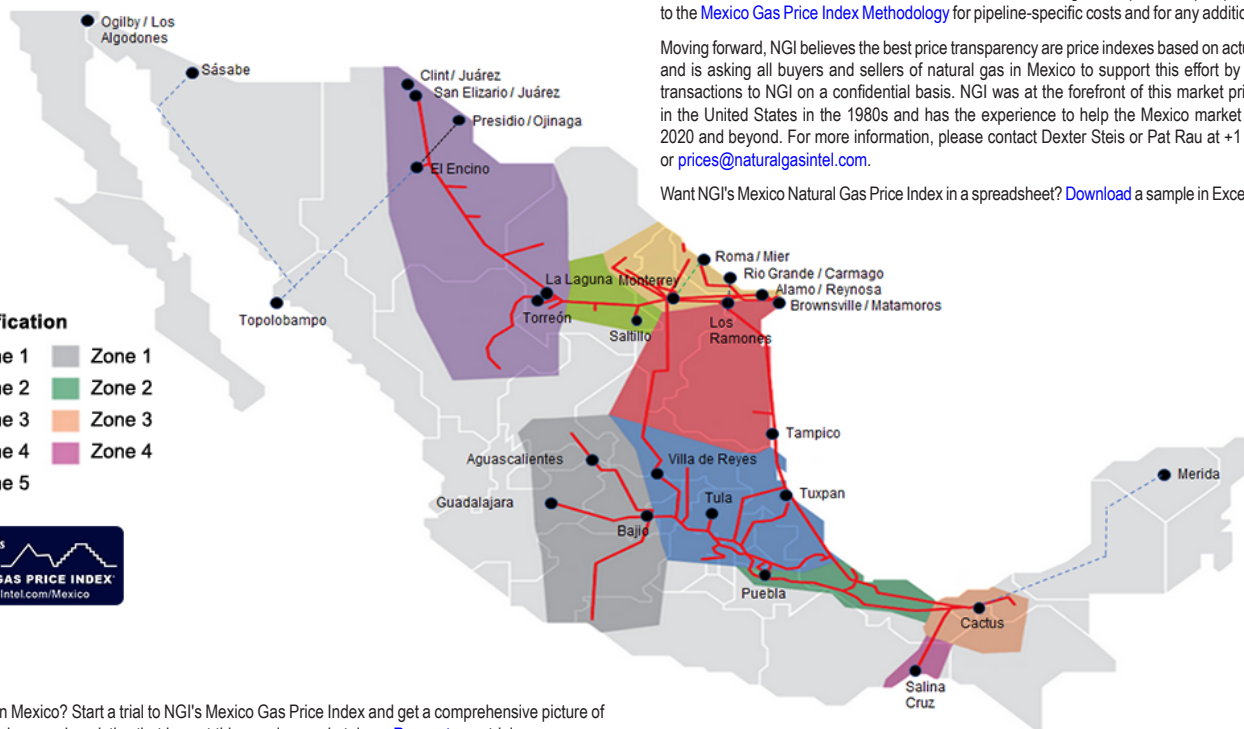 to the Mexico Gas Price Index Methodology for pipeline-specific costs and for any additio
Moving forward, NGI believes the best price transparency are price indexes based on actu
and is asking all buyers and sellers of natural gas in Mexico to support this effort by
transactions to NGI on a confidential basis. NGI was at the forefront of this market pri
in the United States in the 1980s and has the experience to help the Mexico market
2020 and beyond. For more information, please contact Dexter Steis or Pat Rau at +1
or prices@naturalgasintel.com.
Want NGI's Mexico Natural Gas Price Index in a spreadsheet? Download a sample in Exce
Ogilby / Los
Algodones
Sásabe
Clint / Juárez
San Elizario / Juárez
Presidio / Ojinaga
El Encino
Roma / Mier
Rio Grande / Carmago
Alamo / Reynosa
Brownsville / Matamoros
La Laguna
Monterrey
Torreón
Saltillo
Los
Ramones
Topolobampo
fication
ne 1
Zone 1
ne 2
Zone 2
ne 3
Zone 3
ne 4
Zone 4
ne 5
Tampico
Aguascalientes
Villa de Reyes
Guadalajara
Tula
Tuxpan
Bajio
Merida
Puebla
Cactus
Salina
Cruz
s
GAS PRICE INDEX
Intel.com/Mexico
n Mexico? Start a trial to NGI's Mexico Gas Price Index and get a comprehensive picture of